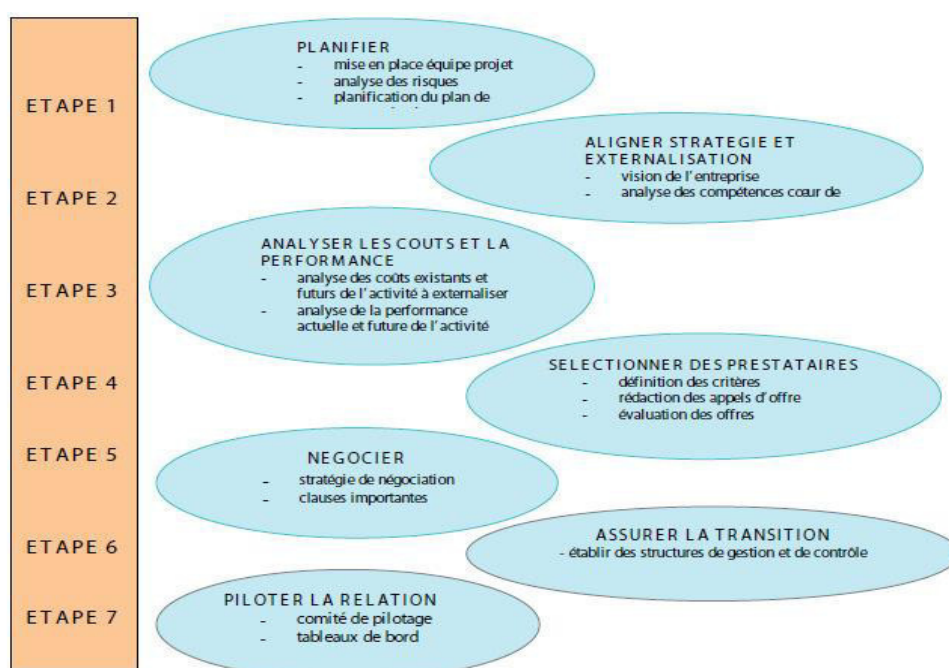 ETAPE 1
PLANIFIER
- mise en place équipe projet
- analyse des risques
- planification du plan de
ETAPE 2
ALIGNER STRATEGIE ET
EXTERNALISATION
- vision de l'entreprise
- analyse des compétences cœur de
ETAPE 3
ANALYSER LES COUTS ET LA
PERFORMANCE
- analyse des coûts existants et
futurs de l'activité à externaliser
- analyse de la performance
actuelle et future de l'activité
ETAPE 4
SELECTIONNER DES PRESTATAIRES
- définition des critères
- rédaction des appels d'offre
- évaluation des offres
ETAPE 5
NEGOCIER
- stratégie de négociation
- clauses importantes
ETAPE 6
ASSURER LA TRANSITION
- établir des structures de gestion et de contrôle
ETAPE 7
PILOTER LA RELATION
- comité de pilotage
- tableaux de bord